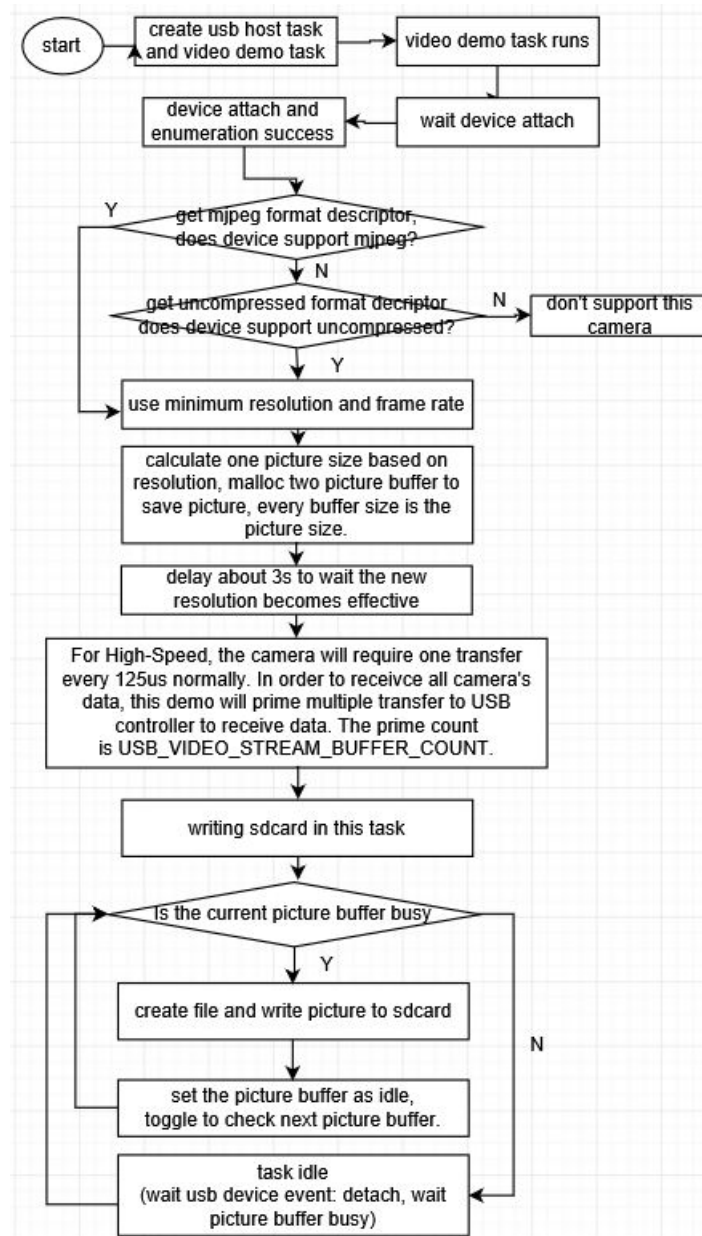 start
create usb host task
and video demo task
video demo task runs
device attach and
enumeration success
wait device attach
Y
get mjpeg format descriptor,
does device support mjpeg?
N
get uncompressed format decriptor
does device support uncompressed?
N
don't support this
camera
Y
use minimum resolution and frame rate
calculate one picture size based on
resolution, malloc two picture buffer to
save picture, every buffer size is the
picture size.
delay about 3s to wait the new
resolution becomes effective
For High-Speed, the camera will require one transfer
every 125us normally. In order to receivce all camera's
data, this demo will prime multiple transfer to USB
controller to receive data. The prime count
is USB_VIDEO_STREAM_BUFFER_COUNT.
writing sdcard in this task
Is the current picture buffer busy
Y
create file and write picture to sdcard
N
set the picture buffer as idle,
toggle to check next picture buffer.
task idle
(wait usb device event: detach, wait
picture buffer busy)